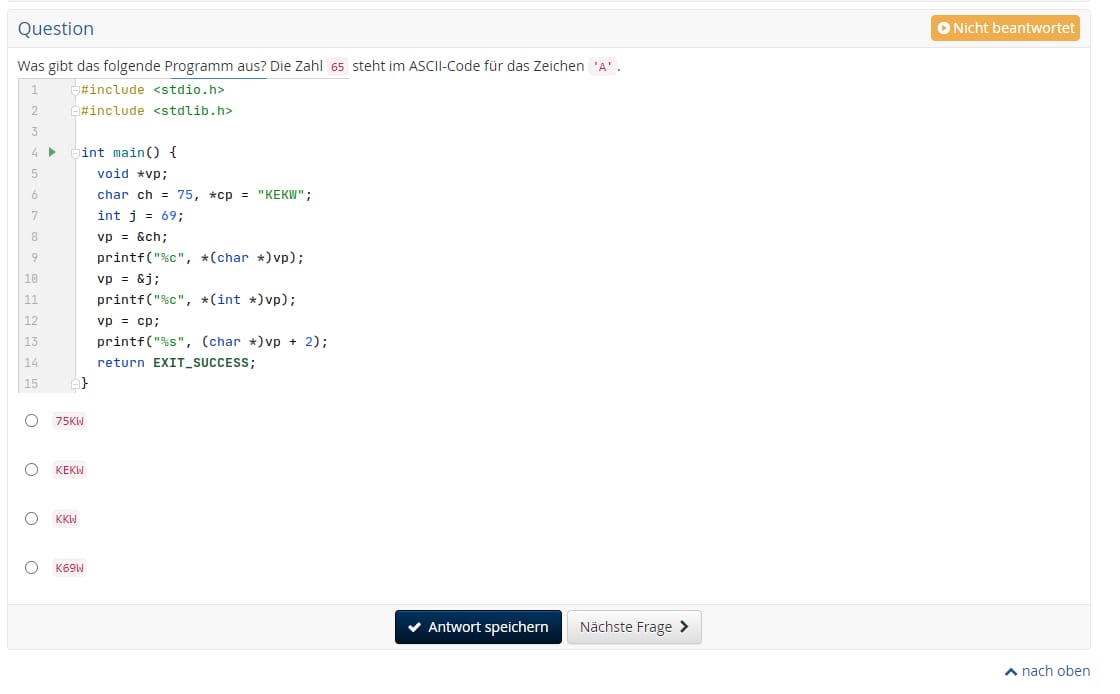 Question
Nicht beantwortet
Was gibt das folgende Programm aus? Die Zahl 65 steht im ASCII-Code für das Zeichen 'A' .
1 #include <stdio.h>
2 #include <stdlib.h>
3
4 int main() {
5 void *vp;
6 char ch = 75, *cp = "KEKW";
7 int j = 69;
8 vp = &ch;
9 printf("%c", *(char *)vp);
10 vp = &j;
11 printf("%c", *(int *)vp);
12 vp = cp;
13 printf("%s", (char *)vp + 2);
14 return EXIT_SUCCESS;
15 }
75KW
KEKW
KKW
K69W
Antwort speichern
Nächste Frage
nach oben